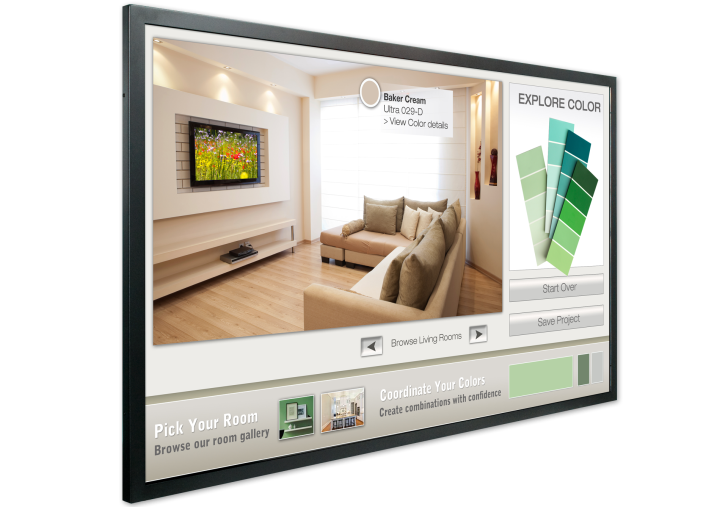 Baker Cream
Ultra 029-D
> View Color details
EXPLORE COLOR
Start Over
Save Project
Browse Living Rooms
Pick Your Room
Browse our room gallery
Coordinate Your Colors
Create combinations with confidence